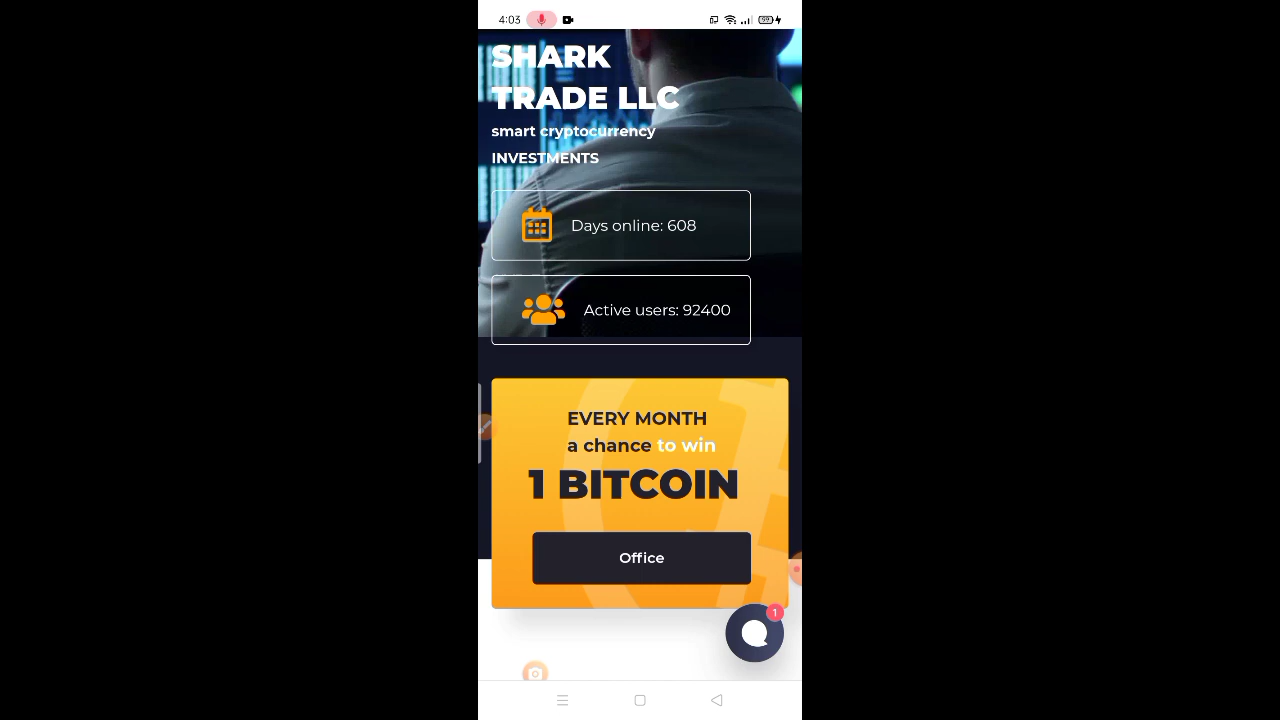 4:03
59
SHARK
TRADE LLC
smart cryptocurrency
INVESTMENTS
Days online: 608
Active users: 92400
EVERY MONTH
a chance to win
1 BITCOIN
Office
1